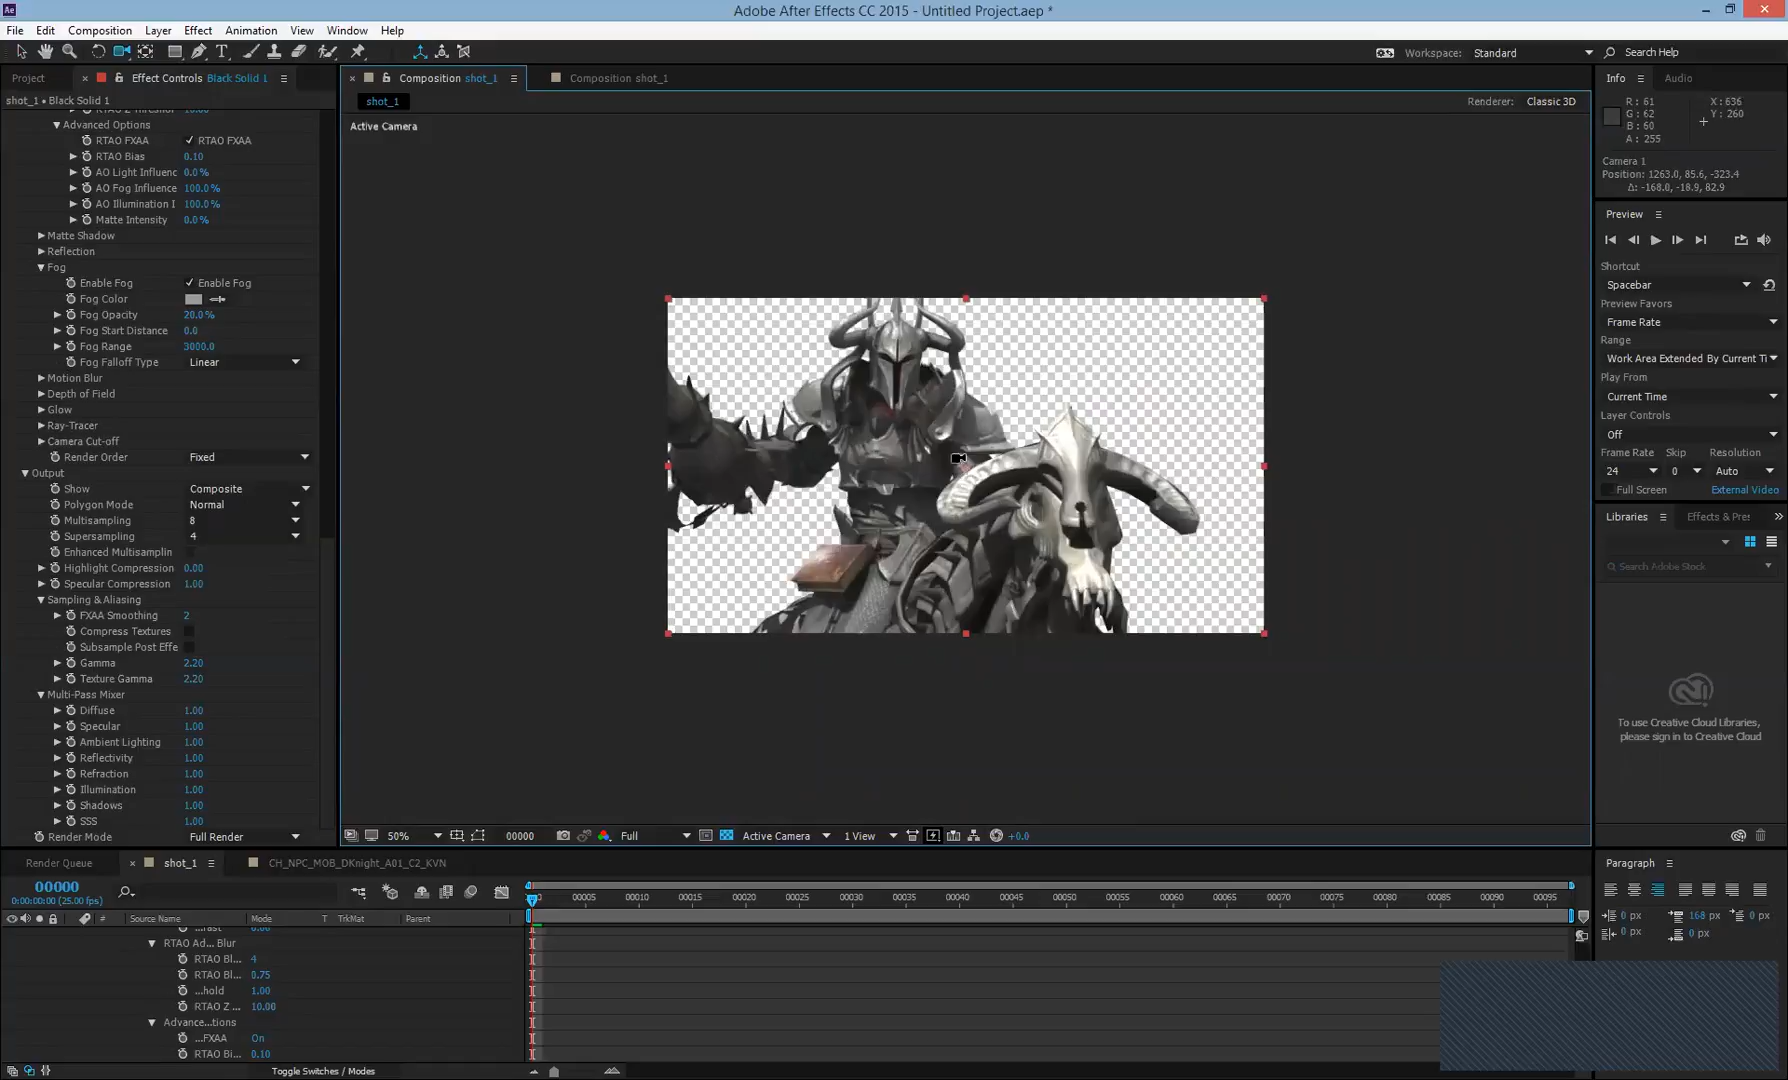 Ae
Adobe After Effects CC 2015 - Untitled Project.aep *
File Edit Composition Layer Effect Animation View Window Help
Workspace: Standard Search Help
Project
Effect Controls Black Solid 1
shot_1 • Black Solid 1
Advanced Options
RTAO FXAA RTAO FXAA
RTAO Bias 0.10
AO Light Influenc 0.0 %
AO Fog Influence 100.0 %
AO Illumination I 100.0 %
Matte Intensity 0.0 %
Matte Shadow
Reflection
Fog
Enable Fog Enable Fog
Fog Color
Fog Opacity 20.0 %
Fog Start Distance 0.0
Fog Range 3000.0
Fog Falloff Type Linear
Motion Blur
Depth of Field
Glow
Ray-Tracer
Camera Cut-off
Render Order Fixed
Output
Show Composite
Polygon Mode Normal
Multisampling 8
Supersampling 4
Enhanced Multisamplin
Highlight Compression 0.00
Specular Compression 1.00
Sampling & Aliasing
FXAA Smoothing 2
Compress Textures
Subsample Post Effe
Gamma 2.20
Texture Gamma 2.20
Multi-Pass Mixer
Diffuse 1.00
Specular 1.00
Ambient Lighting 1.00
Reflectivity 1.00
Refraction 1.00
Illumination 1.00
Shadows 1.00
SSS 1.00
Render Mode Full Render
Composition shot_1
Composition shot_1
shot_1
Renderer: Classic 3D
Active Camera
50% 00000 Full Active Camera 1 View +0.0
Info Audio
R : 61 X : 636
G : 62 Y : 260
B : 60
A : 255
Camera 1
Position: 1263.0, 85.6, -323.4
Δ: -168.0, -18.9, 82.9
Preview
Shortcut
Spacebar
Preview Favors
Frame Rate
Range
Work Area Extended By Current Ti
Play From
Current Time
Layer Controls
Off
Frame Rate Skip Resolution
24 0 Auto
Full Screen External Video
Libraries Effects & Pre
Search Adobe Stock
To use Creative Cloud Libraries,
please sign in to Creative Cloud
Render Queue shot_1 CH_NPC_MOB_DKnight_A01_C2_KVN
00000
0:00:00:00 (25.00 fps)
00005 00010 00015 00020 00025 00030 00035 00040 00045 00050 00055 00060 00065 00070 00075 00080 00085 00090 00095
# Source Name Mode T TrkMat Parent
RTAO Ad... Blur
RTAO Bl... 4
RTAO Bl... 0.75
...hold 1.00
RTAO Z ... 10.00
Advance...tions
...FXAA On
RTAO Bi... 0.10
Toggle Switches / Modes
Paragraph
0 px 168 px 0 px
0 px 0 px